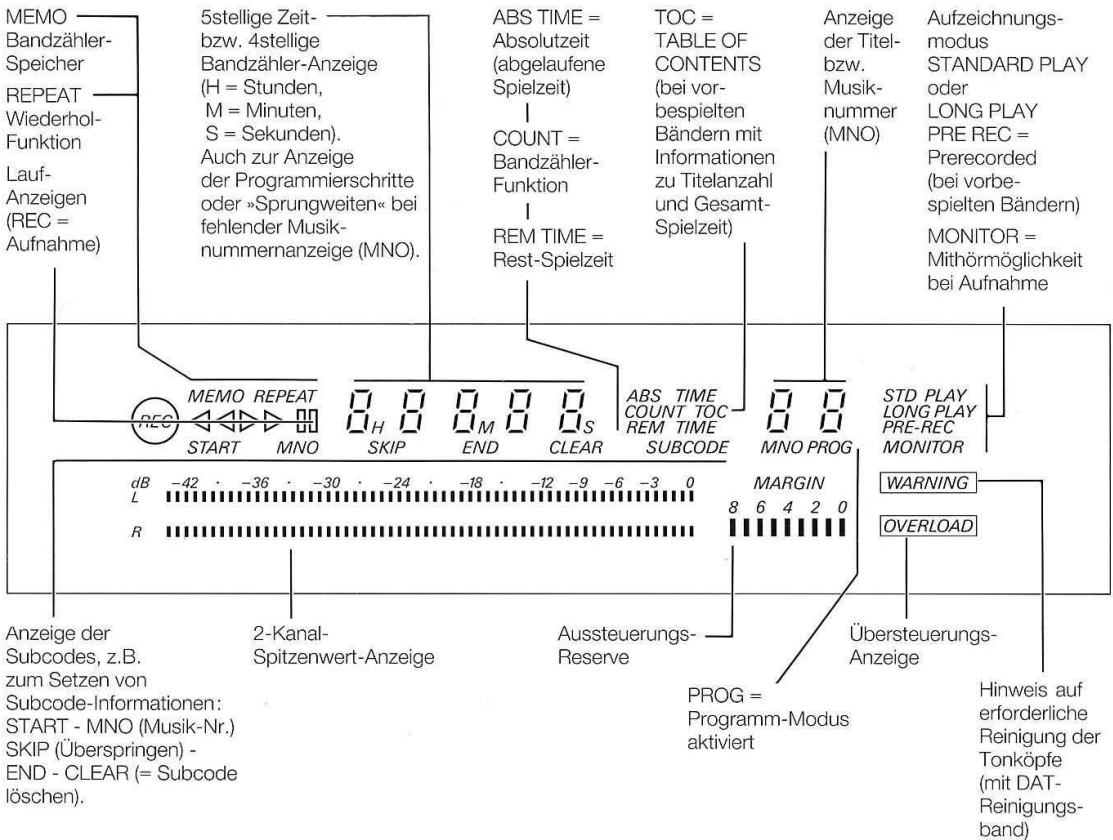 MEMO
Bandzähler-
Speicher
REPEAT
Wiederhol-
Funktion
Lauf-
Anzeigen
(REC =
Aufnahme)
5stellige Zeit-
bzw. 4stellige
Bandzähler-Anzeige
(H = Stunden,
M = Minuten,
S = Sekunden).
Auch zur Anzeige
der Programmierschritte
oder »Sprungweiten« bei
fehlender Musik-
nummernanzeige (MNO).
ABS TIME =
Absolutzeit
(abgelaufene
Spielzeit)
COUNT =
Bandzähler-
Funktion
REM TIME =
Rest-Spielzeit
TOC =
TABLE OF
CONTENTS
(bei vor-
bespielten
Bändern mit
Informationen
zu Titelanzahl
und Gesamt-
Spielzeit)
Anzeige
der Titel-
bzw.
Musik-
nummer
(MNO)
Aufzeichnungs-
modus
STANDARD PLAY
oder
LONG PLAY
PRE REC =
Prerecorded
(bei vorbe-
spielten Bändern)
MONITOR =
Mithörmöglichkeit
bei Aufnahme
MEMO REPEAT
REC
8 H 8 8 M 8 8 S
ABS TIME
COUNT TOC
REM TIME
8 8
STD PLAY
LONG PLAY
PRE-REC
START MNO SKIP END CLEAR SUBCODE MNO PROG MONITOR
dB −42 · −36 · −30 · −24 · −18 · −12 −9 −6 −3 0
L
R
MARGIN
8 6 4 2 0
WARNING
OVERLOAD
Anzeige der
Subcodes, z.B.
zum Setzen von
Subcode-Informationen:
START - MNO (Musik-Nr.)
SKIP (Überspringen) -
END - CLEAR (= Subcode
löschen).
2-Kanal-
Spitzenwert-Anzeige
Aussteuerungs-
Reserve
PROG =
Programm-Modus
aktiviert
Übersteuerungs-
Anzeige
Hinweis auf
erforderliche
Reinigung der
Tonköpfe
(mit DAT-
Reinigungs-
band)